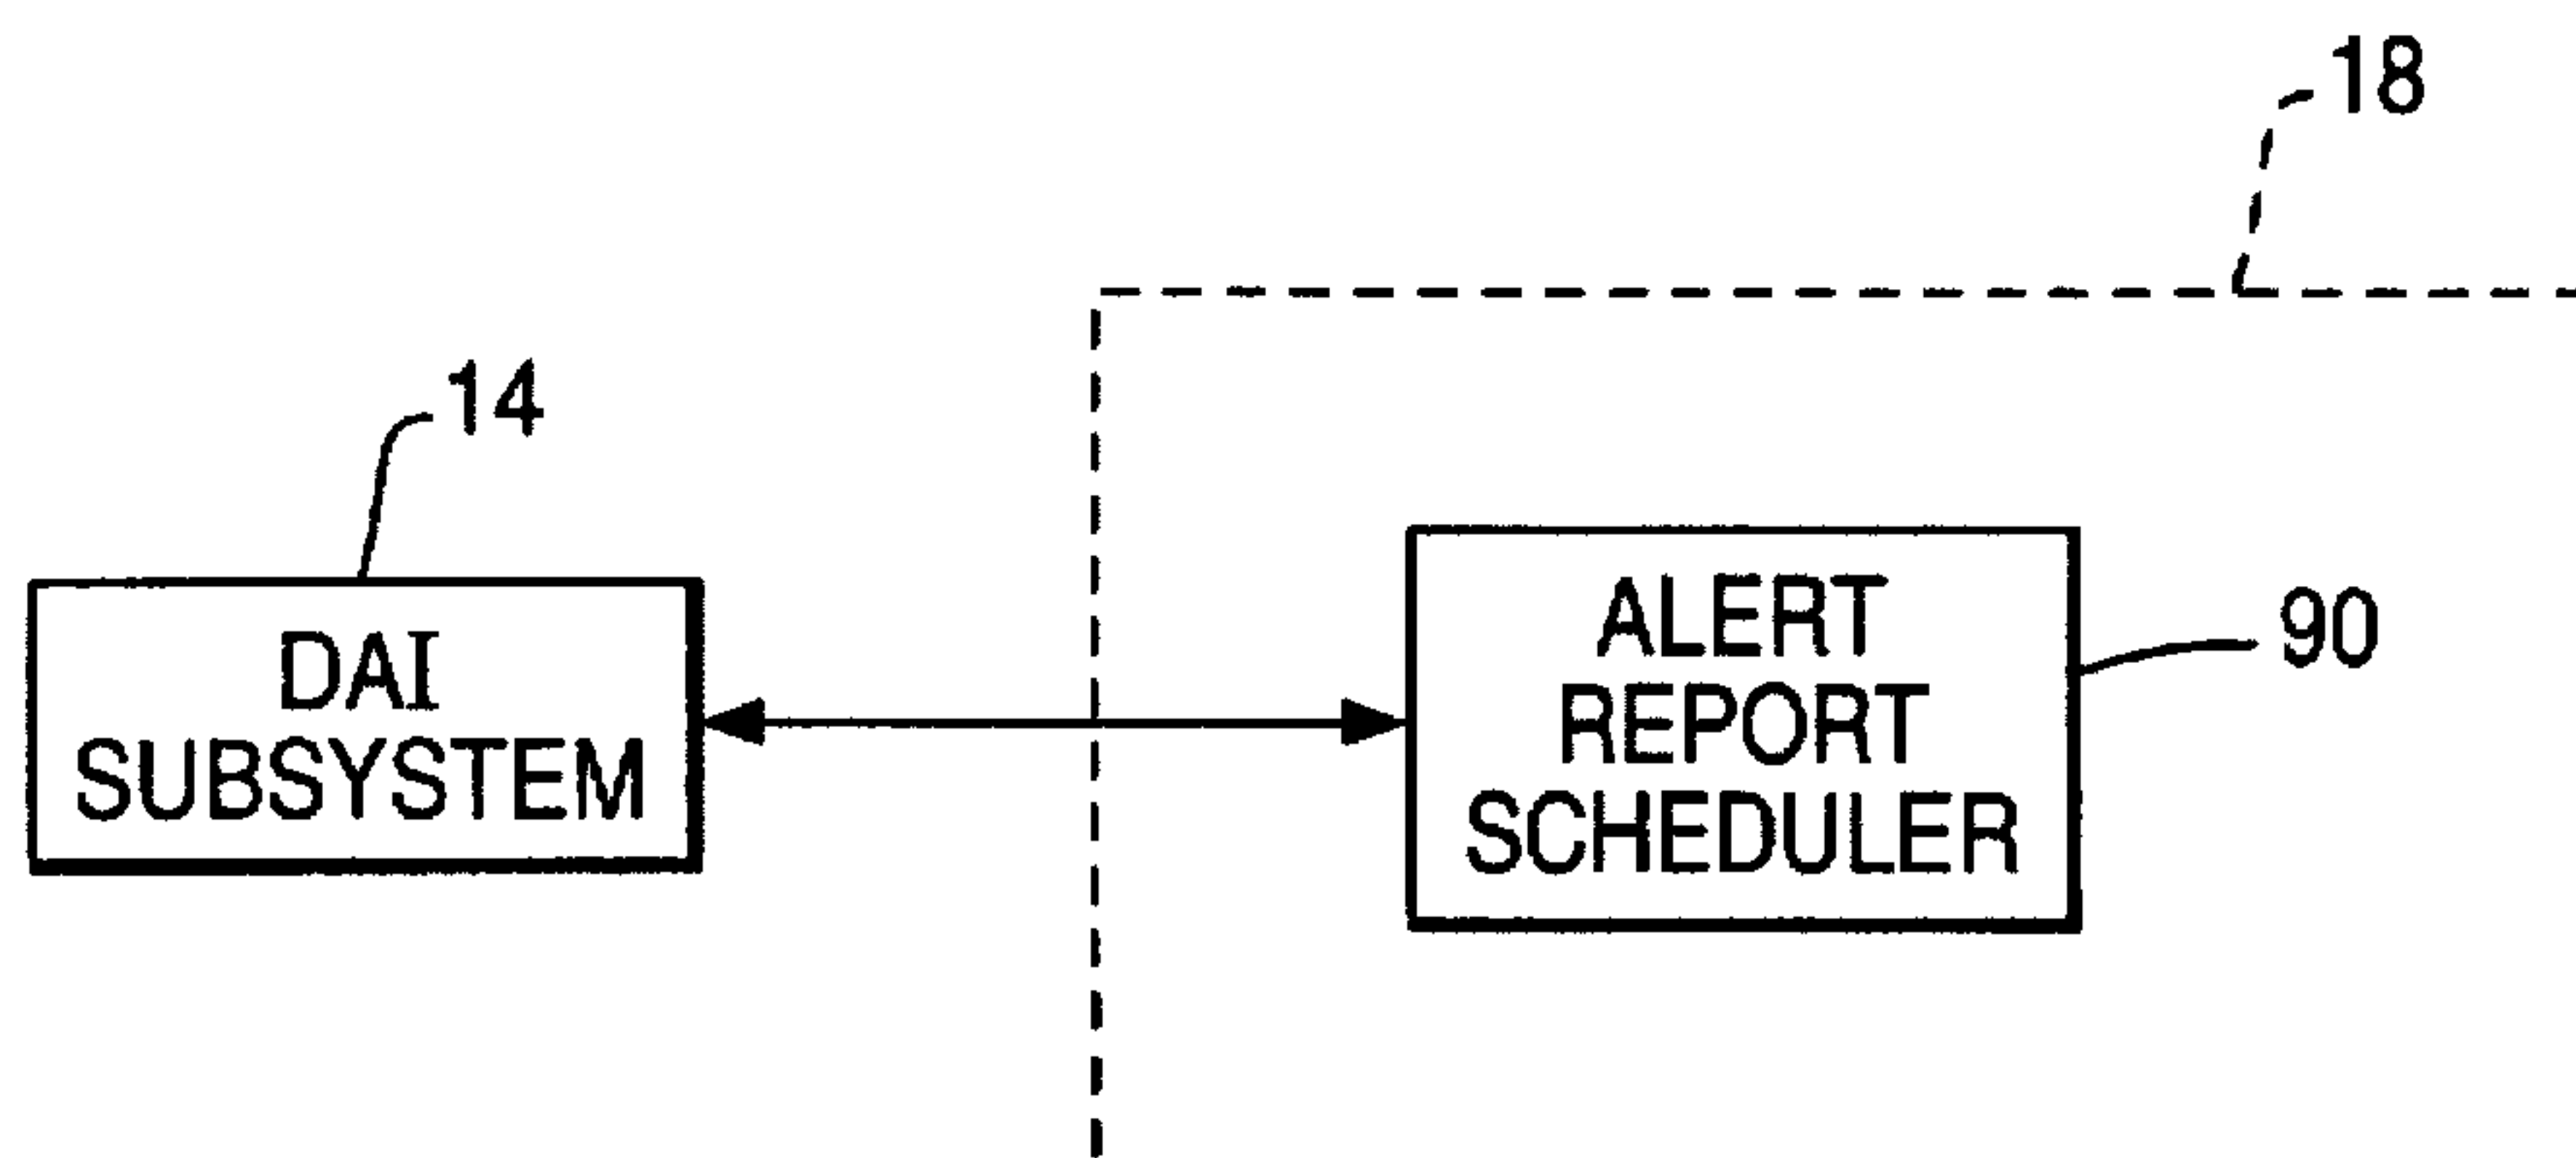 18
14
DAI
SUBSYSTEM
ALERT
REPORT
SCHEDULER
90